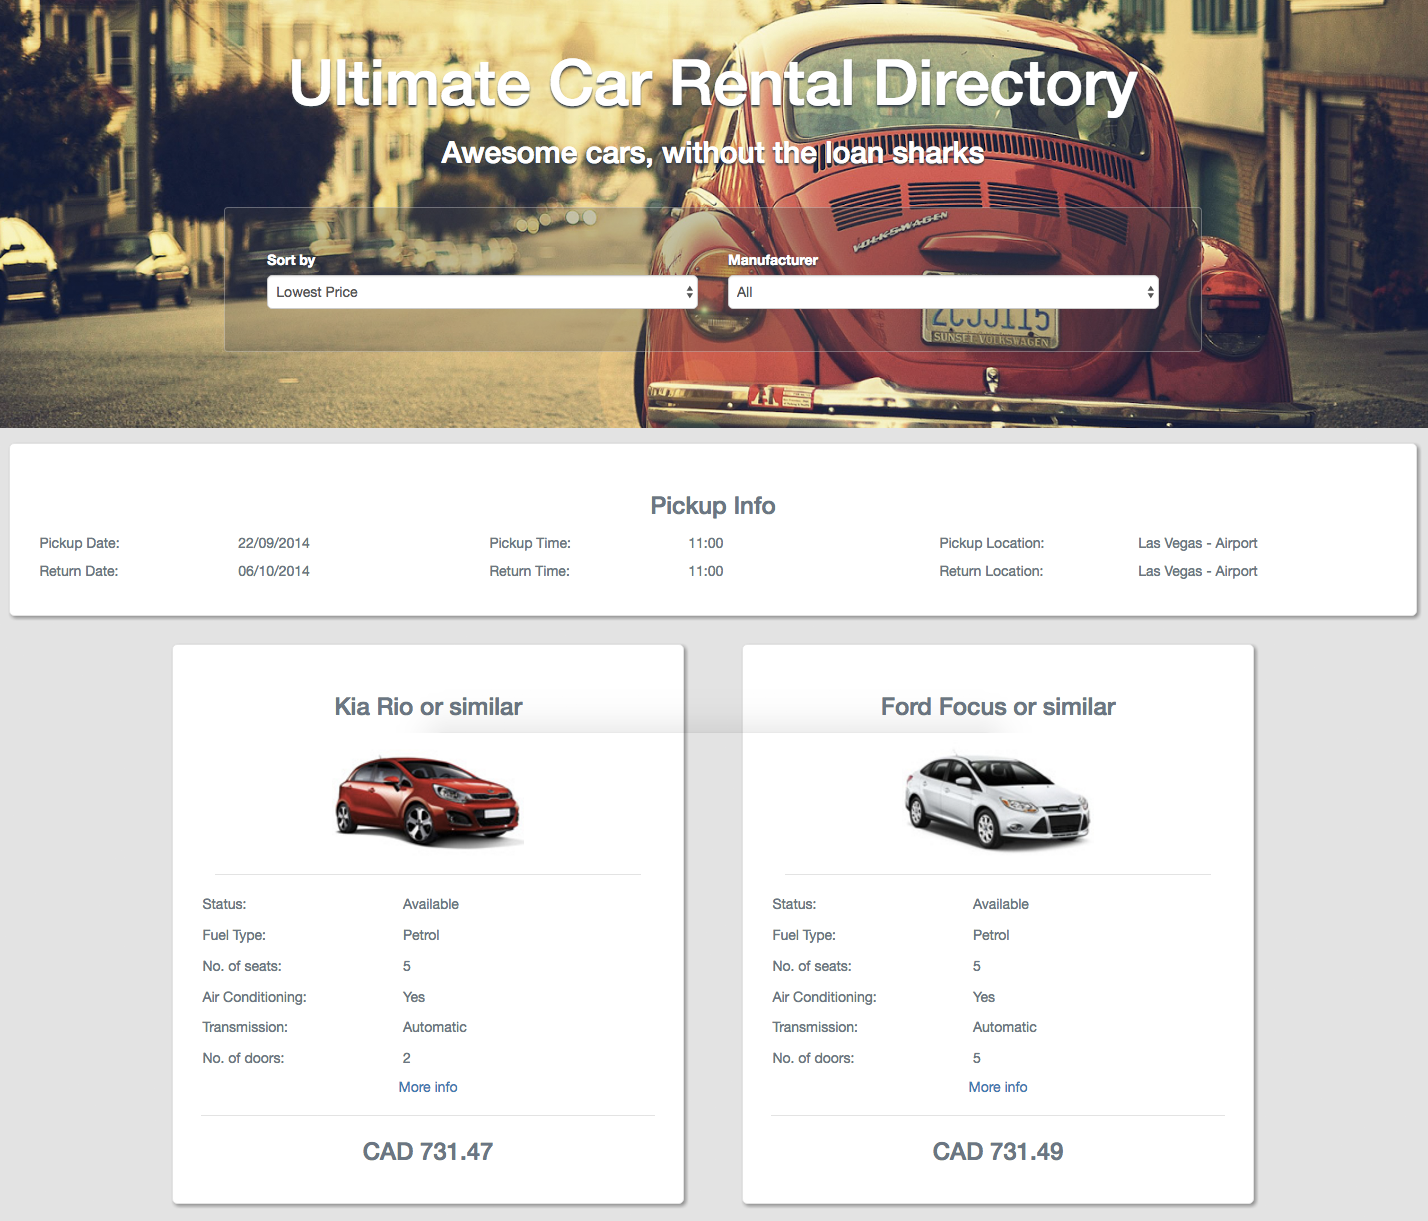 Ultimate Car Rental Directory
Awesome cars, without the loan sharks
VOLKSWAGEN
Sort by
Manufacturer
Lowest Price
All
SUNSET VOLKSWAGEN
Pickup Info
Pickup Date: 22/09/2014 Pickup Time: 11:00 Pickup Location: Las Vegas - Airport
Return Date: 06/10/2014 Return Time: 11:00 Return Location: Las Vegas - Airport
Kia Rio or similar
Status: Available
Fuel Type: Petrol
No. of seats: 5
Air Conditioning: Yes
Transmission: Automatic
No. of doors: 2
More info
CAD 731.47
Ford Focus or similar
Status: Available
Fuel Type: Petrol
No. of seats: 5
Air Conditioning: Yes
Transmission: Automatic
No. of doors: 5
More info
CAD 731.49